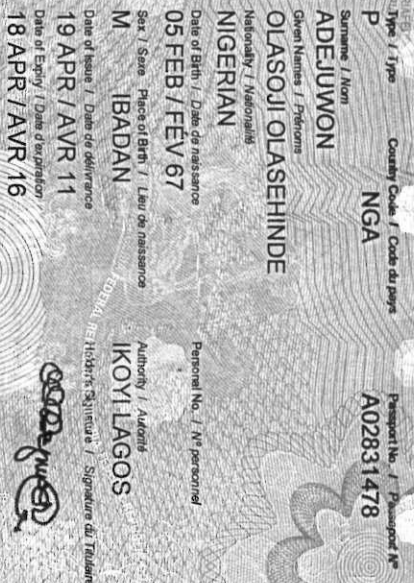 Type / Type Country Code / Code du pays Passport No. / Passeport N°
P NGA A02831478
Surname / Nom
ADEJUWON
Given Names / Prénoms
OLASOJI OLASEHINDE
Nationality / Nationalité
NIGERIAN
Date of Birth / Date de naissance Personal No. / N° personnel
05 FEB / FÉV 67
Sex / Sexe Place of Birth / Lieu de naissance Authority / Autorité
M IBADAN IKOYI LAGOS
Date of Issue / Date de délivrance Holder's Signature / Signature du Titulaire
19 APR / AVR 11
Date of Expiry / Date d'expiration
18 APR / AVR 16